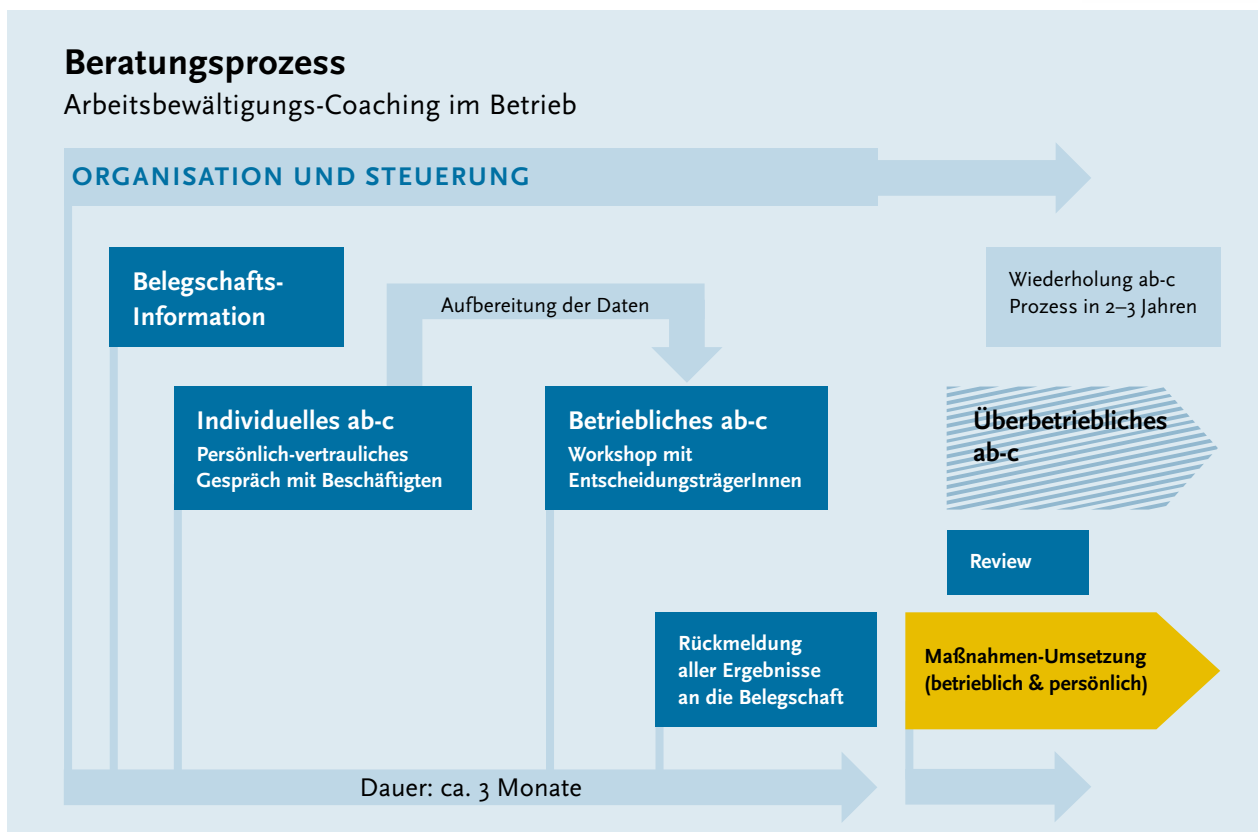 Beratungsprozess
Arbeitsbewältigungs-Coaching im Betrieb
ORGANISATION UND STEUERUNG
Belegschafts-
Information
Aufbereitung der Daten
Wiederholung ab-c
Prozess in 2–3 Jahren
Individuelles ab-c
Persönlich-vertrauliches
Gespräch mit Beschäftigten
Betriebliches ab-c
Workshop mit
EntscheidungsträgerInnen
Überbetriebliches
ab-c
Review
Rückmeldung
aller Ergebnisse
an die Belegschaft
Maßnahmen-Umsetzung
(betrieblich & persönlich)
Dauer: ca. 3 Monate